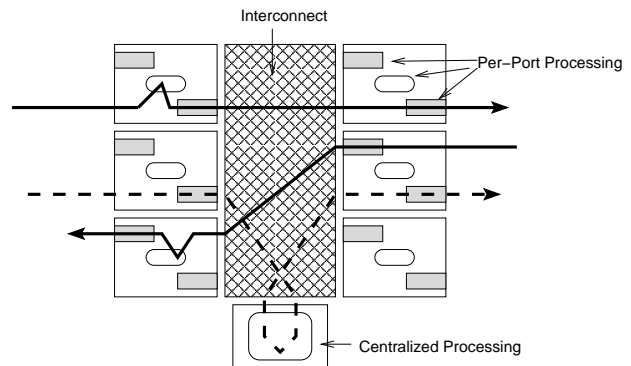 Interconnect
Per−Port Processing
Centralized Processing